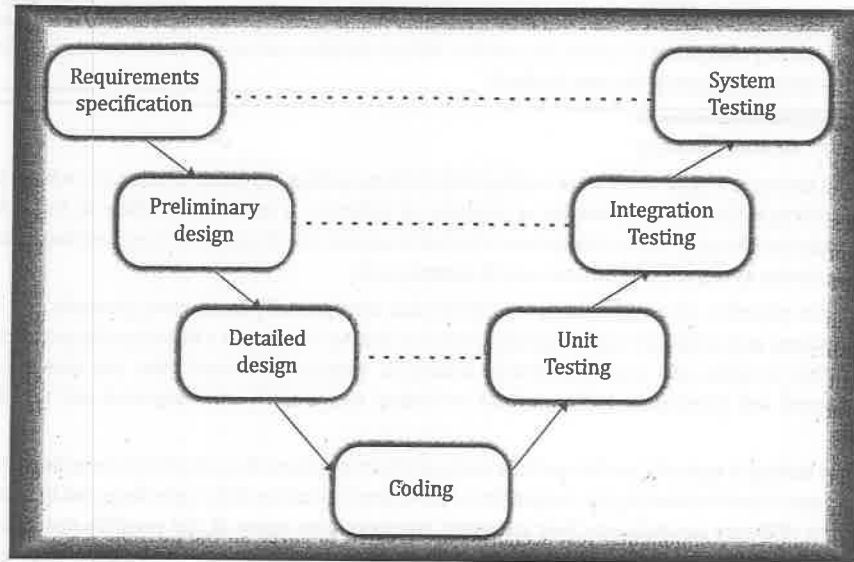 Requirements
specification
System
Testing
Preliminary
design
Integration
Testing
Detailed
design
Unit
Testing
Coding